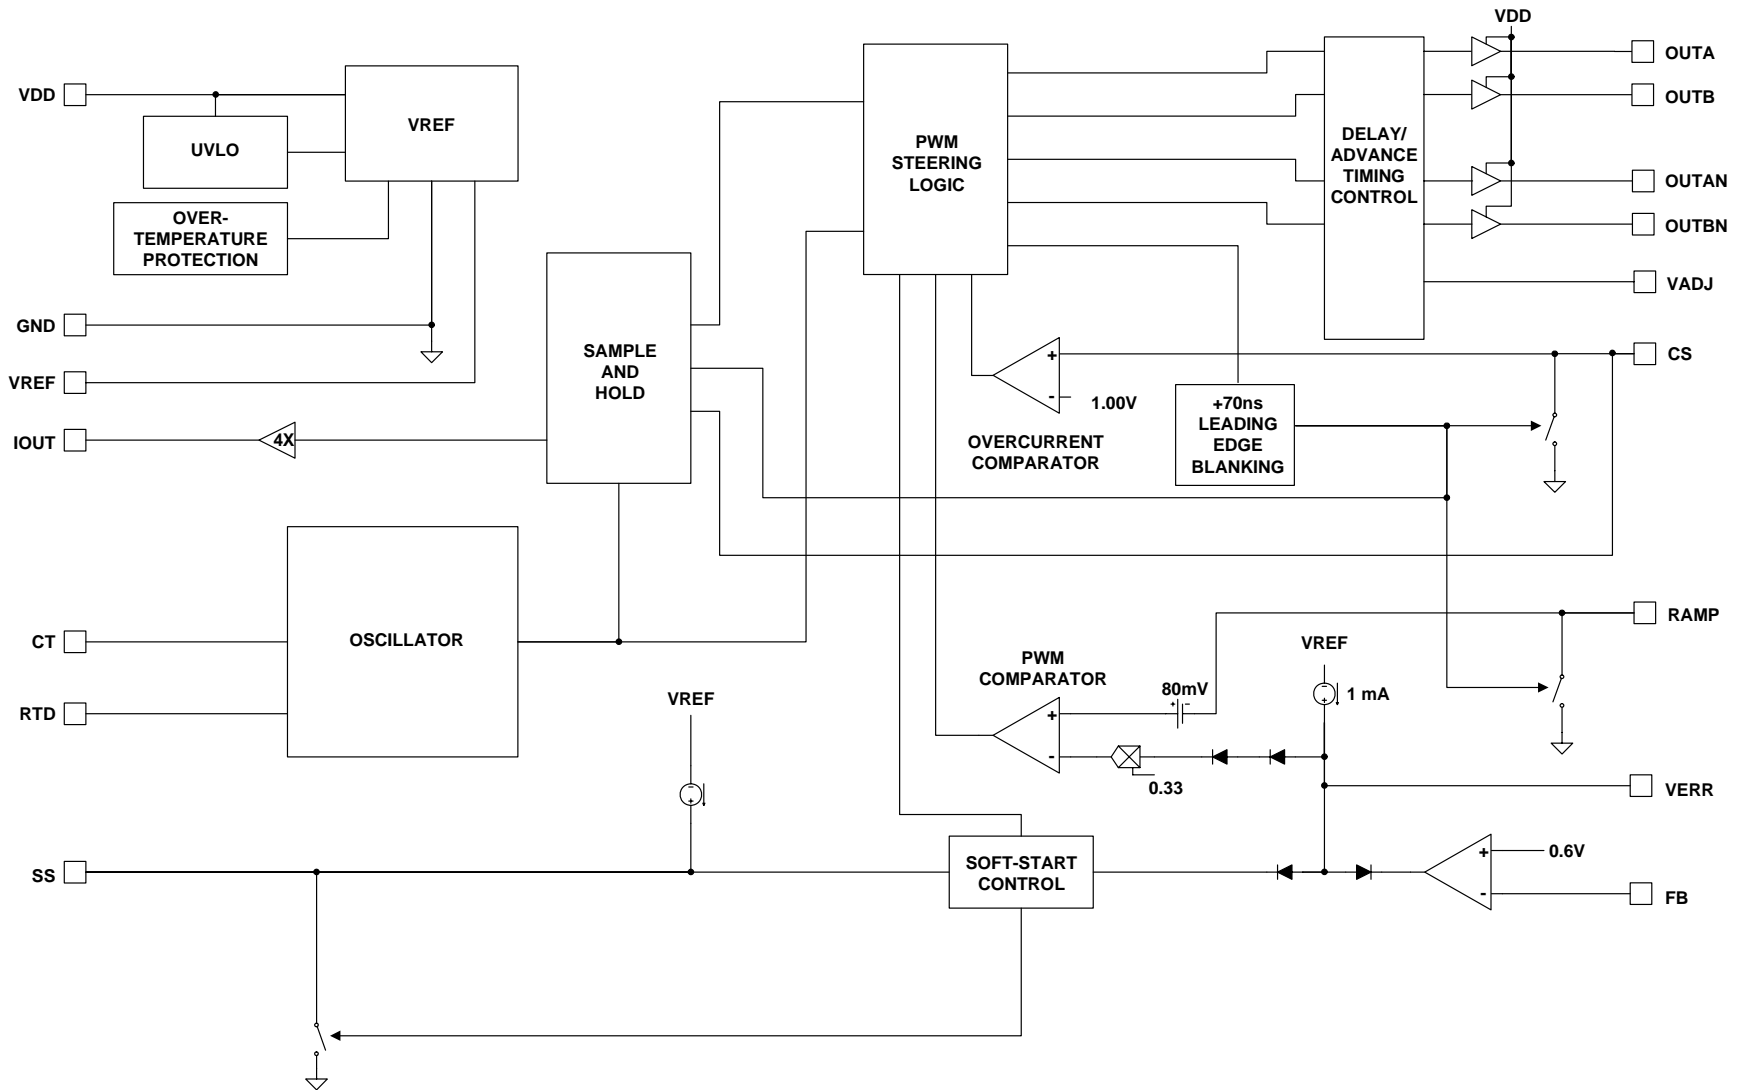 VDD
OUTA
VDD
OUTB
VREF
UVLO
PWM
STEERING
LOGIC
DELAY/
ADVANCE
TIMING
CONTROL
OUTAN
OVER-
TEMPERATURE
PROTECTION
OUTBN
VADJ
GND
SAMPLE
AND
HOLD
+
-
1.00V
CS
VREF
+70ns
LEADING
EDGE
BLANKING
IOUT
4X
OVERCURRENT
COMPARATOR
CT
OSCILLATOR
RAMP
PWM
COMPARATOR
VREF
VREF
80mV
+
-
-
+
1 mA
RTD
+
-
0.33
-
+
VERR
SS
SOFT-START
CONTROL
+
-
0.6V
FB